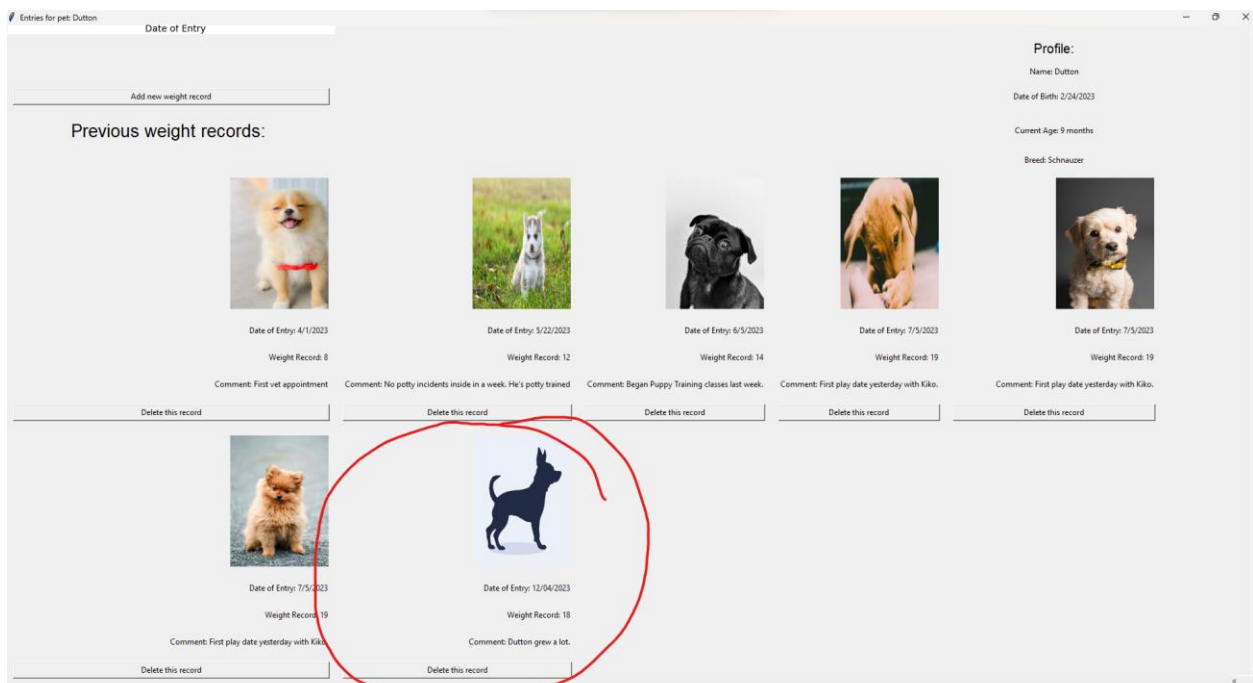 Entries for pet: Dutton
Date of Entry
Profile:
Name: Dutton
Add new weight record
Date of Birth: 2/24/2023
Previous weight records:
Current Age: 9 months
Breed: Schnauzer
Date of Entry: 4/1/2023
Date of Entry: 5/22/2023
Date of Entry: 6/5/2023
Date of Entry: 7/5/2023
Date of Entry: 7/5/2023
Weight Record: 8
Weight Record: 12
Weight Record: 14
Weight Record: 19
Weight Record: 19
Comment: First vet appointment
Comment: No potty incidents inside in a week. He's potty trained
Comment: Began Puppy Training classes last week.
Comment: First play date yesterday with Kiko.
Comment: First play date yesterday with Kiko.
Delete this record
Delete this record
Delete this record
Delete this record
Delete this record
Date of Entry: 7/5/2023
Date of Entry: 12/04/2023
Weight Record: 19
Weight Record: 18
Comment: First play date yesterday with Kiko.
Comment: Dutton grew a lot.
Delete this record
Delete this record